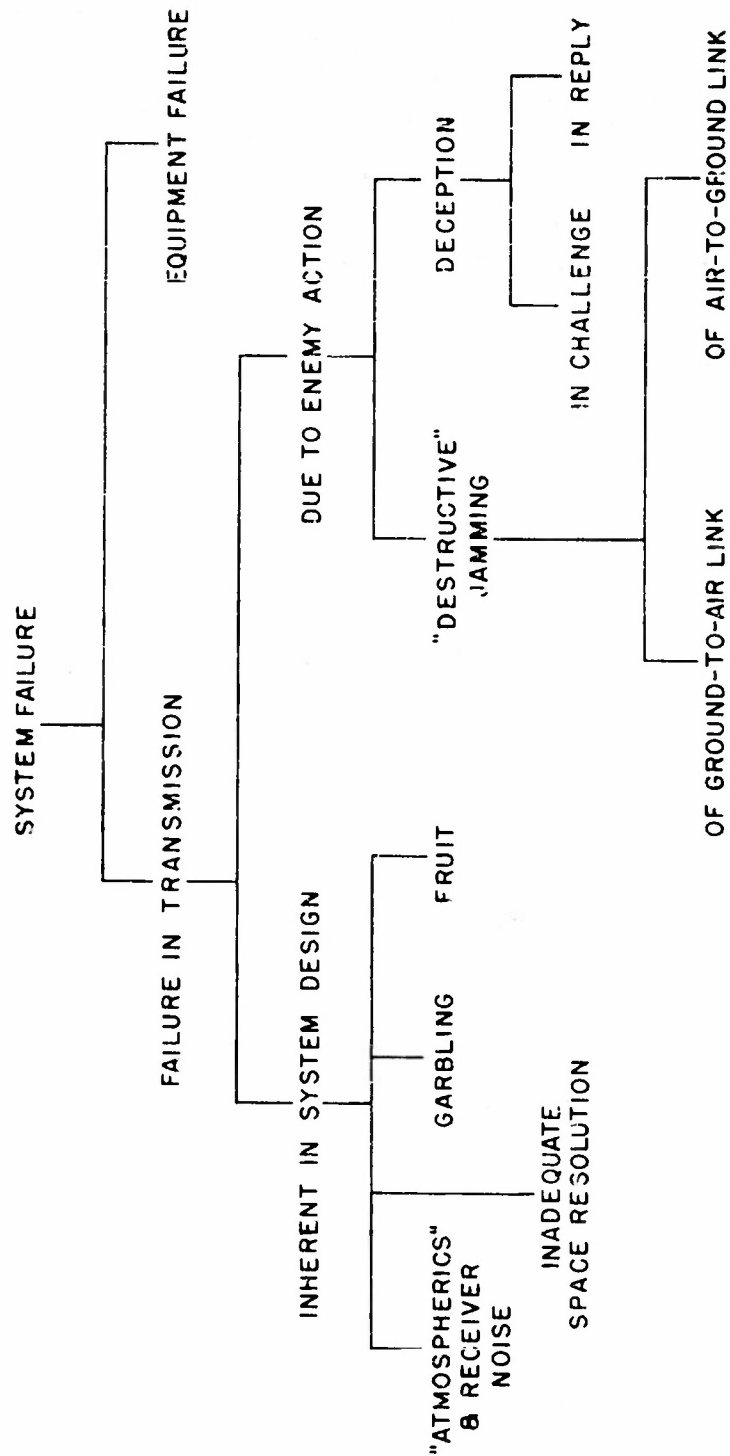 SYSTEM FAILURE
FAILURE IN TRANSMISSION
EQUIPMENT FAILURE
INHERENT IN SYSTEM DESIGN
DUE TO ENEMY ACTION
"ATMOSPHERICS"
& RECEIVER
NOISE
INADEQUATE
SPACE RESOLUTION
GARBLING
FRUIT
"DESTRUCTIVE"
JAMMING
DECEPTION
IN CHALLENGE
IN REPLY
OF GROUND-TO-AIR LINK
OF AIR-TO-GROUND LINK